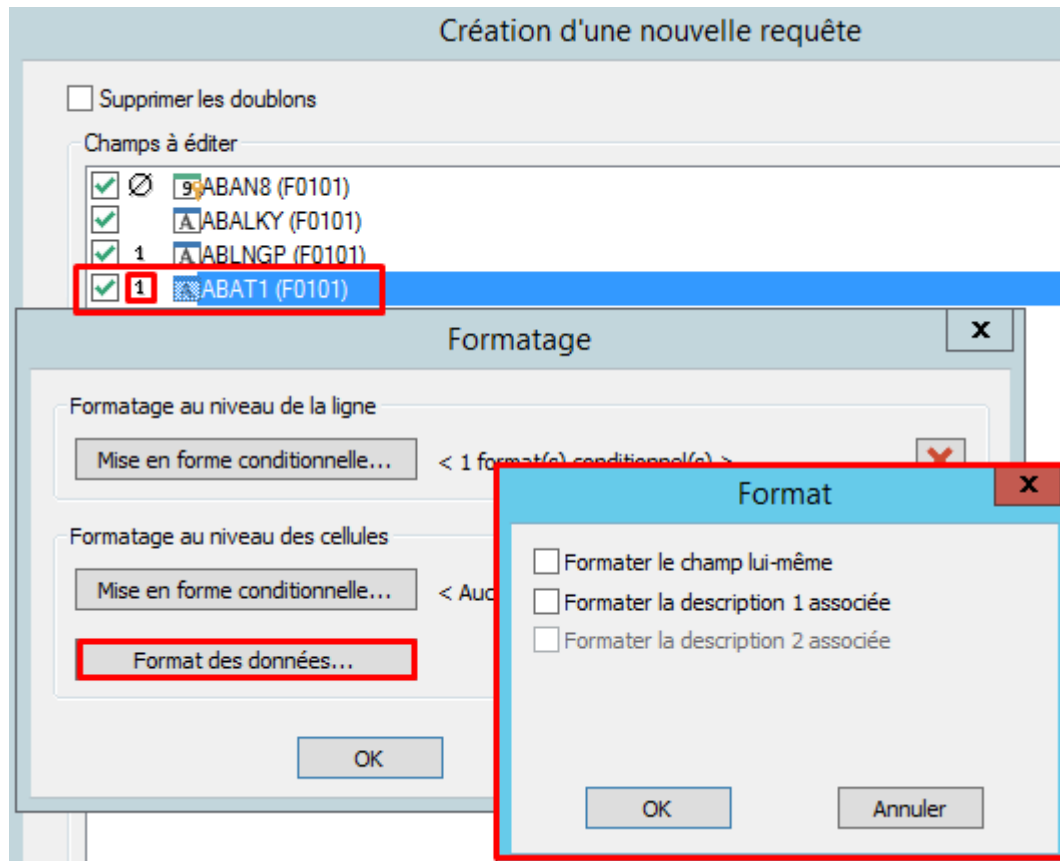 Création d'une nouvelle requête
Supprimer les doublons
Champs à éditer
9 ABAN8 (F0101)
A ABALKY (F0101)
1 A ABLNGP (F0101)
1 A ABAT1 (F0101)
Formatage
x
Formatage au niveau de la ligne
Mise en forme conditionnelle... < 1 format(s) conditionnel(s) >
Format
x
Formatage au niveau des cellules
Formater le champ lui-même
Mise en forme conditionnelle... < Auc
Formater la description 1 associée
Formater la description 2 associée
Format des données...
OK
OK Annuler